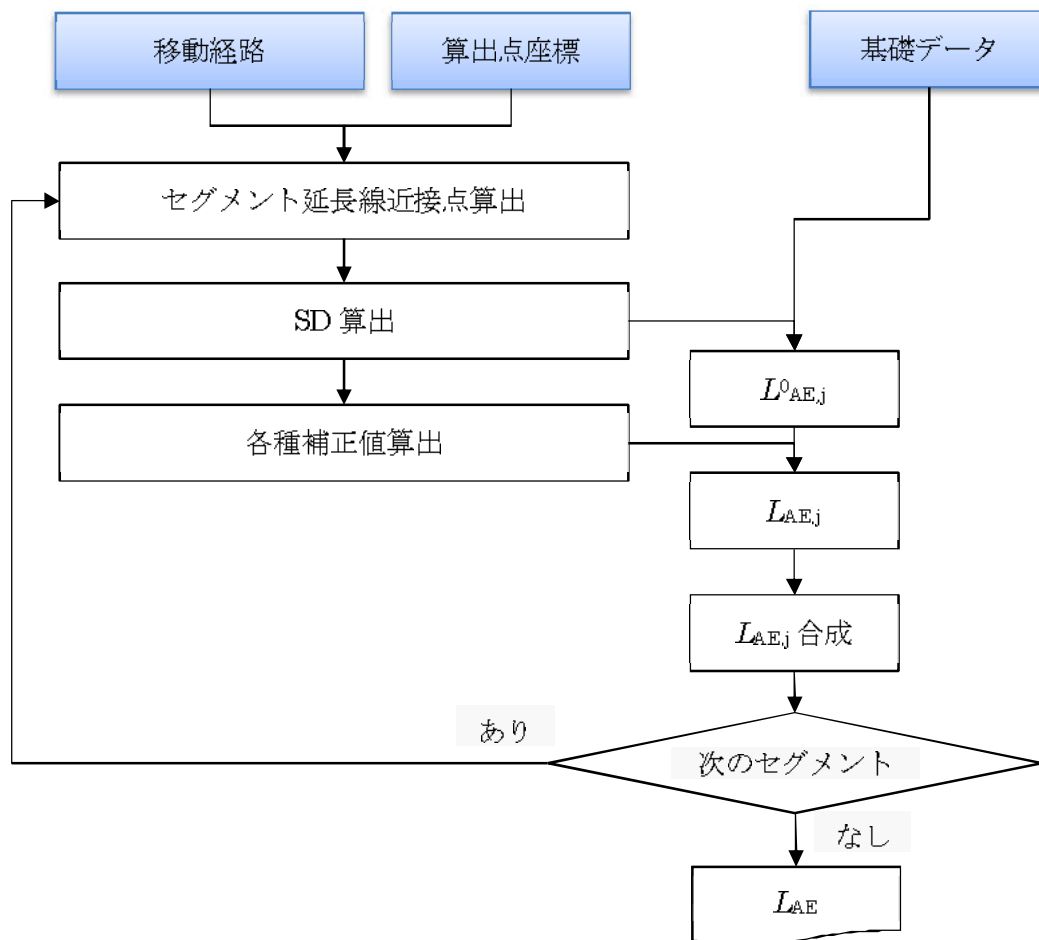 移動経路
算出点座標
基礎データ
セグメント延長線近接点算出
SD 算出
L⁰AE,j
各種補正値算出
LAE,j
LAE,j 合成
あり
次のセグメント
なし
LAE